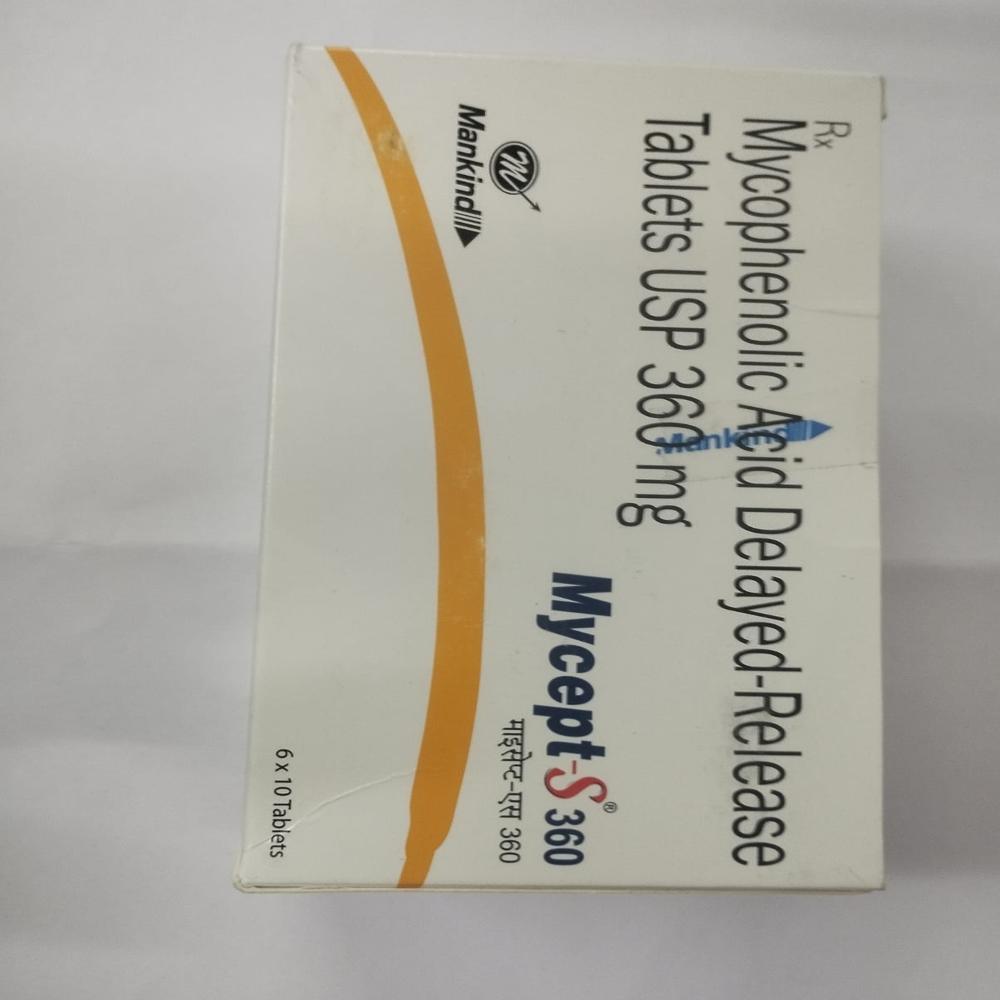 Rx
Mycophenolic Acid Delayed-Release
Tablets USP 360 mg
Mankind
Mankind
Mycept-S® 360
माइसेप्ट-एस 360
6 x 10 Tablets